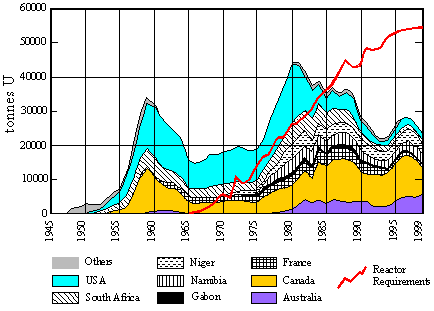 60000
50000
40000
30000
20000
10000
0
tonnes U
1945
1950
1955
1960
1965
1970
1975
1980
1985
1990
1995
1999
Others
Niger
France
USA
Namibia
Canada
South Africa
Gabon
Australia
Reactor
Requirements